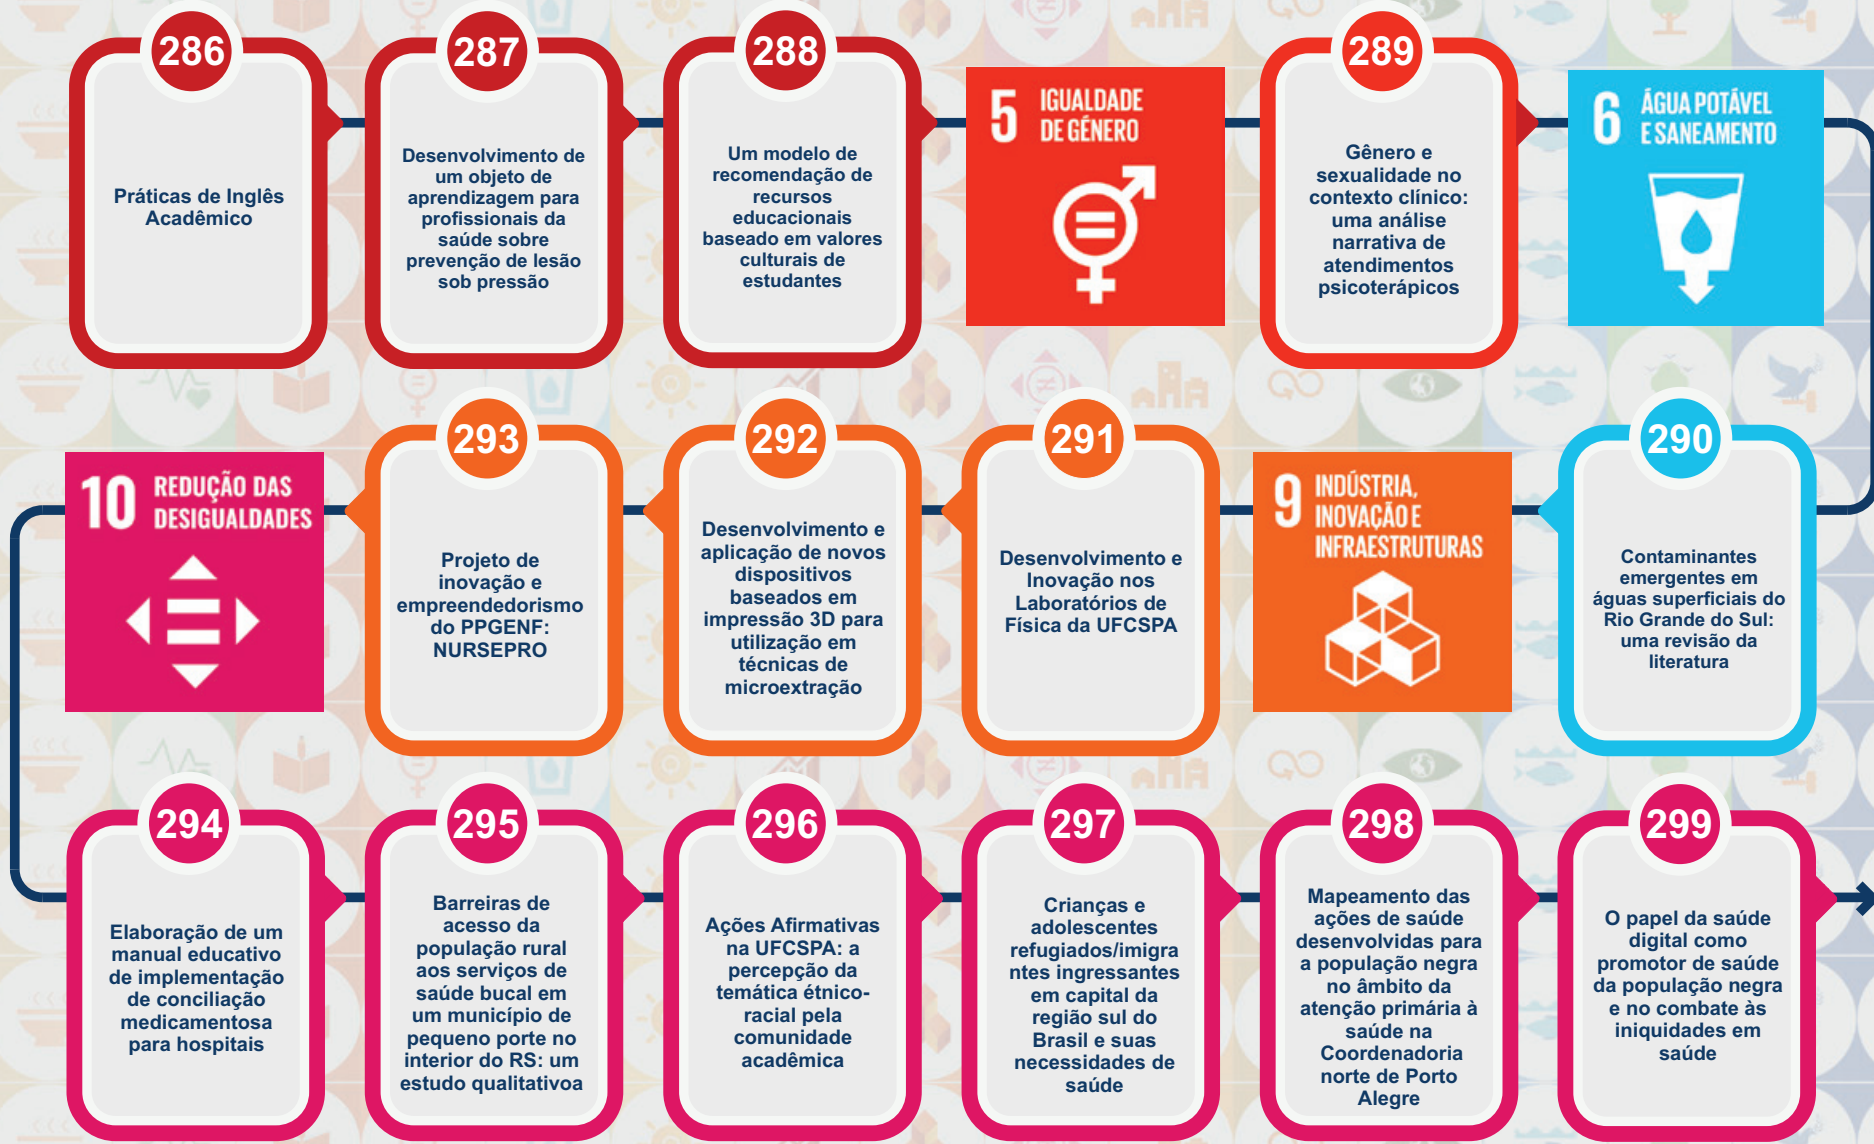 286
Práticas de Inglês
Acadêmico
287
Desenvolvimento de
um objeto de
aprendizagem para
profissionais da
saúde sobre
prevenção de lesão
sob pressão
288
Um modelo de
recomendação de
recursos
educacionais
baseado em valores
culturais de
estudantes
5 IGUALDADE
DE GÉNERO
289
Gênero e
sexualidade no
contexto clínico:
uma análise
narrativa de
atendimentos
psicoterápicos
6 ÁGUA POTÁVEL
E SANEAMENTO
290
Contaminantes
emergentes em
águas superficiais do
Rio Grande do Sul:
uma revisão da
literatura
9 INDÚSTRIA,
INOVAÇÃO E
INFRAESTRUTURAS
291
Desenvolvimento e
Inovação nos
Laboratórios de
Física da UFCSPA
292
Desenvolvimento e
aplicação de novos
dispositivos
baseados em
impressão 3D para
utilização em
técnicas de
microextração
293
Projeto de
inovação e
empreendedorismo
do PPGENF:
NURSEPRO
10 REDUÇÃO DAS
DESIGUALDADES
294
Elaboração de um
manual educativo
de implementação
de conciliação
medicamentosa
para hospitais
295
Barreiras de
acesso da
população rural
aos serviços de
saúde bucal em
um município de
pequeno porte no
interior do RS: um
estudo qualitativoa
296
Ações Afirmativas
na UFCSPA: a
percepção da
temática étnico-
racial pela
comunidade
acadêmica
297
Crianças e
adolescentes
refugiados/imigra
ntes ingressantes
em capital da
região sul do
Brasil e suas
necessidades de
saúde
298
Mapeamento das
ações de saúde
desenvolvidas para
a população negra
no âmbito da
atenção primária à
saúde na
Coordenadoria
norte de Porto
Alegre
299
O papel da saúde
digital como
promotor de saúde
da população negra
e no combate às
iniquidades em
saúde